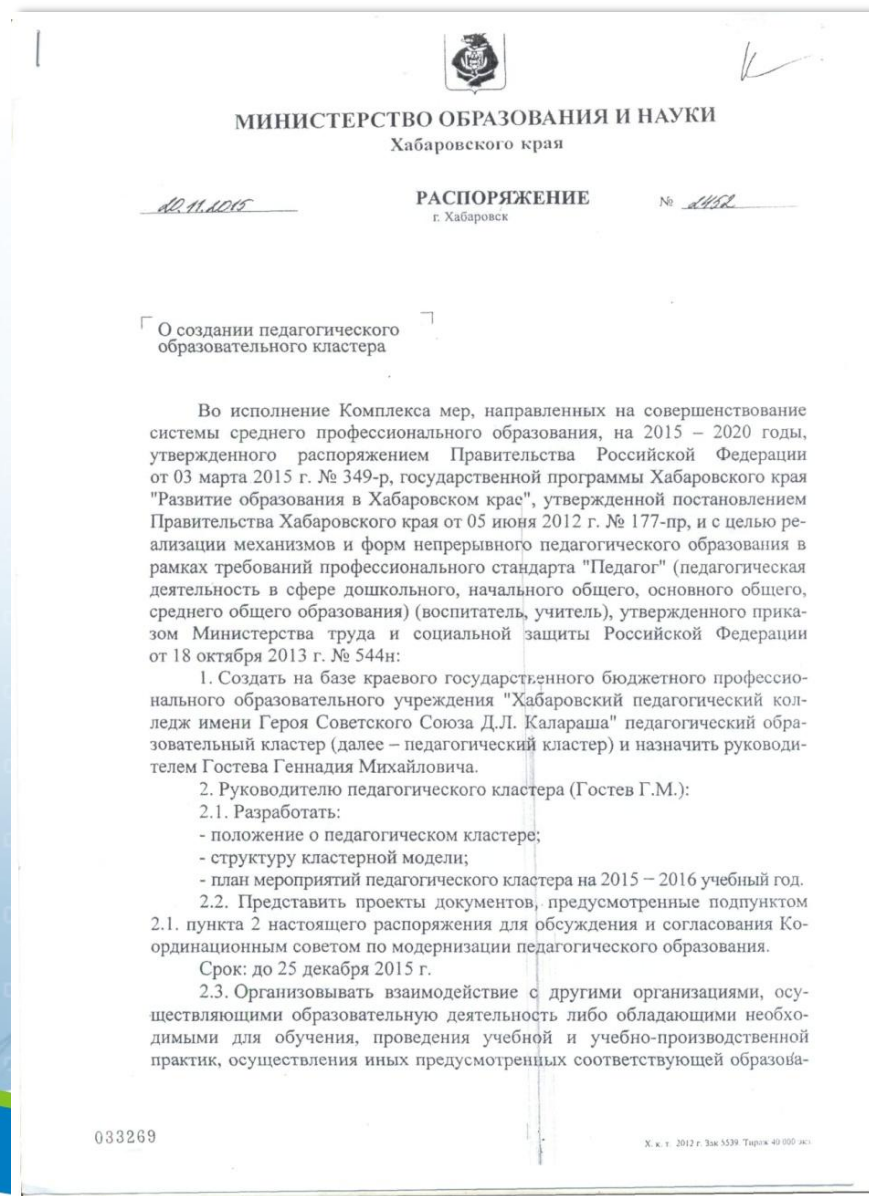 МИНИСТЕРСТВО ОБРАЗОВАНИЯ И НАУКИ
Хабаровского края
20.11.2015 РАСПОРЯЖЕНИЕ № 2452
г. Хабаровск
О создании педагогического
образовательного кластера
Во исполнение Комплекса мер, направленных на совершенствование
системы среднего профессионального образования, на 2015 – 2020 годы,
утвержденного распоряжением Правительства Российской Федерации
от 03 марта 2015 г. № 349-р, государственной программы Хабаровского края
"Развитие образования в Хабаровском крае", утвержденной постановлением
Правительства Хабаровского края от 05 июня 2012 г. № 177-пр, и с целью ре-
ализации механизмов и форм непрерывного педагогического образования в
рамках требований профессионального стандарта "Педагог" (педагогическая
деятельность в сфере дошкольного, начального общего, основного общего,
среднего общего образования) (воспитатель, учитель), утвержденного прика-
зом Министерства труда и социальной защиты Российской Федерации
от 18 октября 2013 г. № 544н:
1. Создать на базе краевого государственного бюджетного профессио-
нального образовательного учреждения "Хабаровский педагогический кол-
ледж имени Героя Советского Союза Д.Л. Калараша" педагогический обра-
зовательный кластер (далее – педагогический кластер) и назначить руководи-
телем Гостева Геннадия Михайловича.
2. Руководителю педагогического кластера (Гостев Г.М.):
2.1. Разработать:
- положение о педагогическом кластере;
- структуру кластерной модели;
- план мероприятий педагогического кластера на 2015 – 2016 учебный год.
2.2. Представить проекты документов, предусмотренные подпунктом
2.1. пункта 2 настоящего распоряжения для обсуждения и согласования Ко-
ординационным советом по модернизации педагогического образования.
Срок: до 25 декабря 2015 г.
2.3. Организовывать взаимодействие с другими организациями, осу-
ществляющими образовательную деятельность либо обладающими необхо-
димыми для обучения, проведения учебной и учебно-производственной
практик, осуществления иных предусмотренных соответствующей образова-
033269
Х. к. т. 2012 г. Зак 5539. Тираж 40 000 экз.